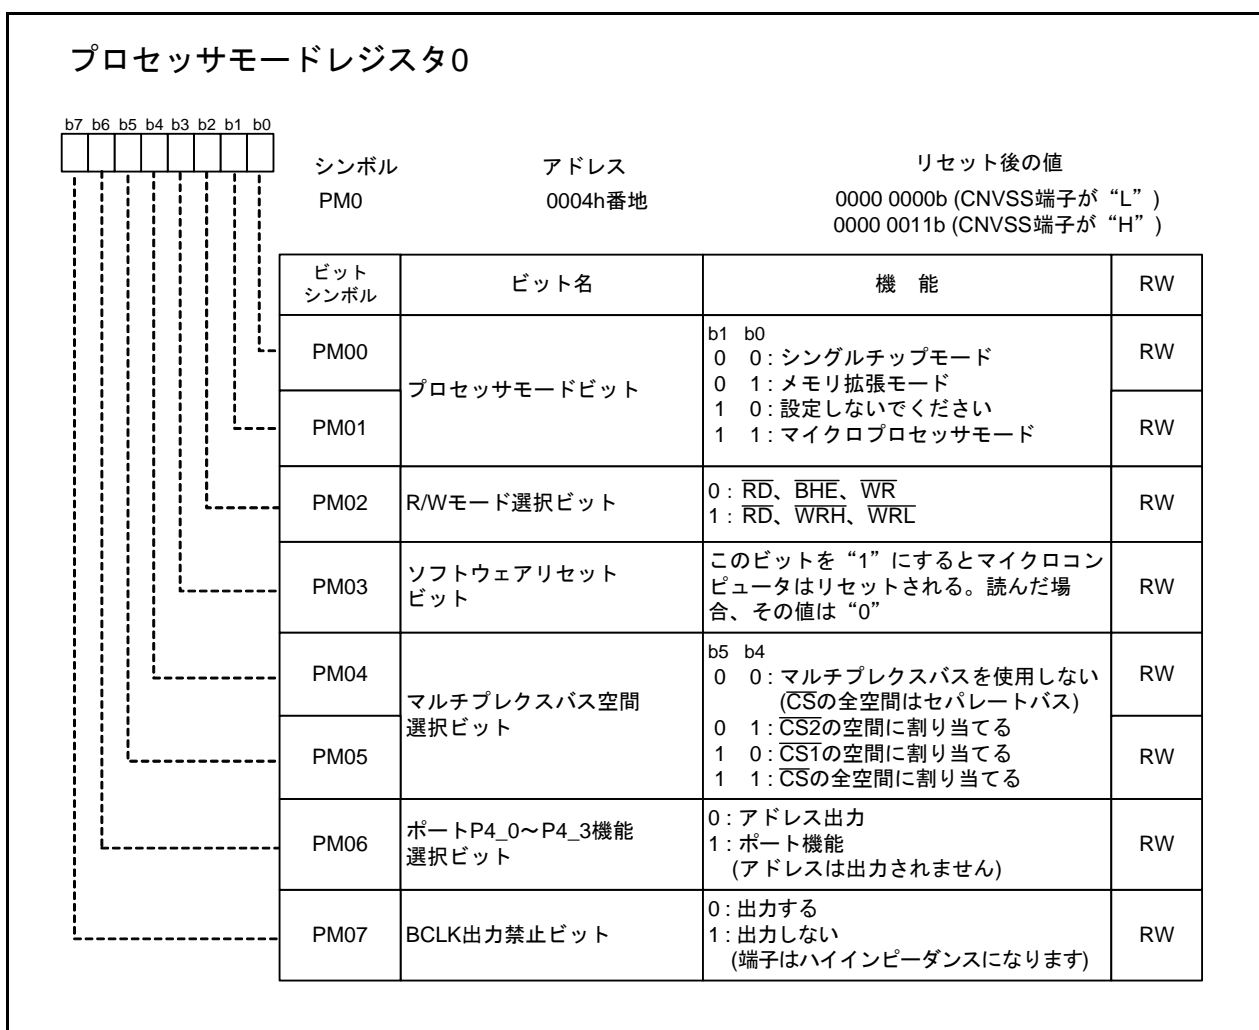 プロセッサモードレジスタ0
b7 b6 b5 b4 b3 b2 b1 b0
シンボル アドレス リセット後の値
PM0 0004h番地 0000 0000b (CNVSS端子が“L”)
0000 0011b (CNVSS端子が“H”)
ビット
シンボル
ビット名 機 能 RW
PM00
PM01
プロセッサモードビット
b1 b0
0 0 : シングルチップモード
0 1 : メモリ拡張モード
1 0 : 設定しないでください
1 1 : マイクロプロセッサモード
RW
RW
PM02 R/Wモード選択ビット
0 : R̅D̅、B̅H̅E̅、W̅R̅
1 : R̅D̅、W̅R̅H̅、W̅R̅L̅
RW
PM03
ソフトウェアリセット
ビット
このビットを“1”にするとマイクロコン
ピュータはリセットされる。読んだ場
合、その値は“0”
RW
PM04
PM05
マルチプレクスバス空間
選択ビット
b5 b4
0 0 : マルチプレクスバスを使用しない
(C̅S̅の全空間はセパレートバス)
0 1 : C̅S̅2̅の空間に割り当てる
1 0 : C̅S̅1̅の空間に割り当てる
1 1 : C̅S̅の全空間に割り当てる
RW
RW
PM06
ポートP4_0～P4_3機能
選択ビット
0 : アドレス出力
1 : ポート機能
(アドレスは出力されません)
RW
PM07 BCLK出力禁止ビット
0 : 出力する
1 : 出力しない
(端子はハイインピーダンスになります)
RW